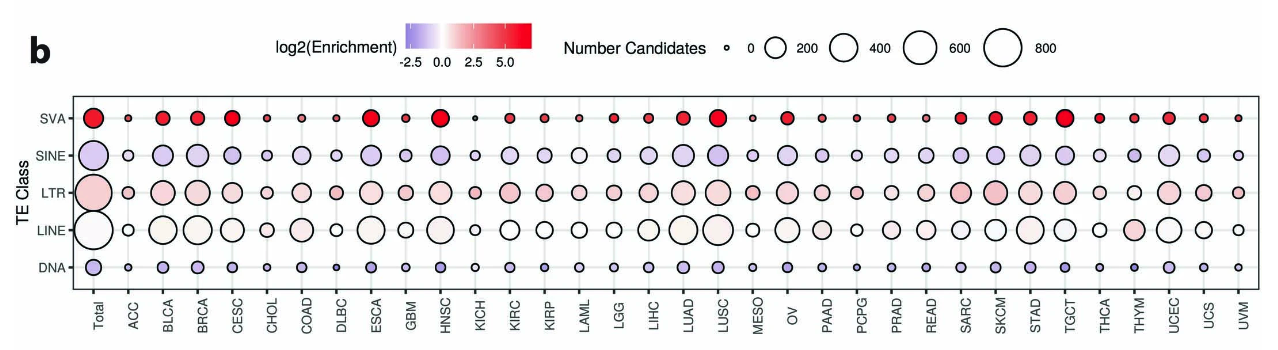 b
log2(Enrichment)
-2.5 0.0 2.5 5.0
Number Candidates 0 200 400 600 800
TE Class
SVA
SINE
LTR
LINE
DNA
Total ACC BLCA BRCA CESC CHOL COAD DLBC ESCA GBM HNSC KICH KIRC KIRP LAML LGG LIHC LUAD LUSC MESO OV PAAD PCPG PRAD READ SARC SKCM STAD TGCT THCA THYM UCEC UCS UVM